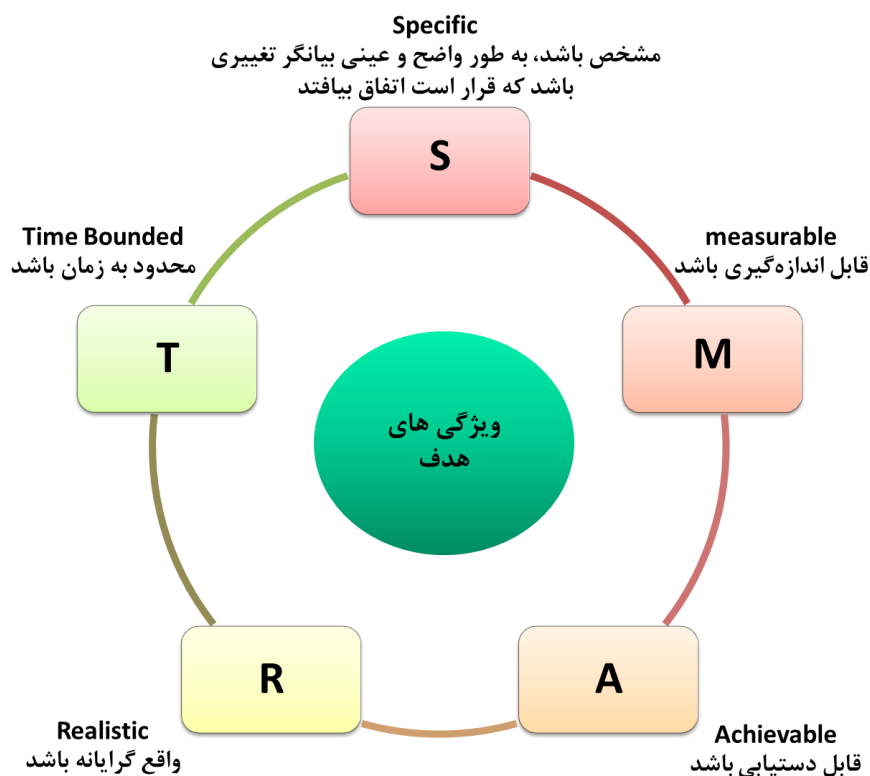 Specific
مشخص باشد، به طور واضح و عینی بیانگر تغییری
باشد که قرار است اتفاق بیافتد
S
measurable
قابل اندازه‌گیری باشد
M
Time Bounded
محدود به زمان باشد
T
ویژگی های
هدف
A
Achievable
قابل دستیابی باشد
R
Realistic
واقع گرایانه باشد